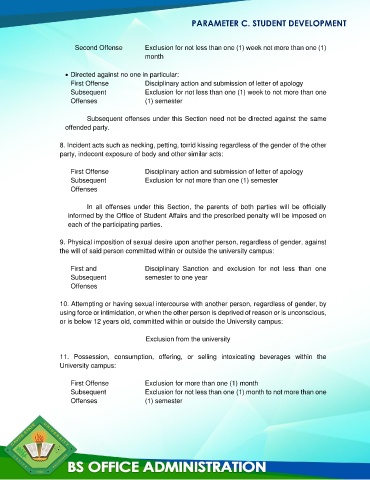 PARAMETER C. STUDENT DEVELOPMENT
Second Offense Exclusion for not less than one (1) week not more than one (1)
month
• Directed against no one in particular:
First Offense Disciplinary action and submission of letter of apology
Subsequent Exclusion for not less than one (1) week to not more than one
Offenses (1) semester
Subsequent offenses under this Section need not be directed against the same
offended party.
8. Incident acts such as necking, petting, torrid kissing regardless of the gender of the other
party, indecent exposure of body and other similar acts:
First Offense Disciplinary action and submission of letter of apology
Subsequent Exclusion for not more than one (1) semester
Offenses
In all offenses under this Section, the parents of both parties will be officially
informed by the Office of Student Affairs and the prescribed penalty will be imposed on
each of the participating parties.
9. Physical imposition of sexual desire upon another person, regardless of gender, against
the will of said person committed within or outside the university campus:
First and Disciplinary Sanction and exclusion for not less than one
Subsequent semester to one year
Offenses
10. Attempting or having sexual intercourse with another person, regardless of gender, by
using force or intimidation, or when the other person is deprived of reason or is unconscious,
or is below 12 years old, committed within or outside the University campus:
Exclusion from the university
11. Possession, consumption, offering, or selling intoxicating beverages within the
University campus:
First Offense Exclusion for more than one (1) month
Subsequent Exclusion for not less than one (1) month to not more than one
Offenses (1) semester
BS OFFICE ADMINISTRATION